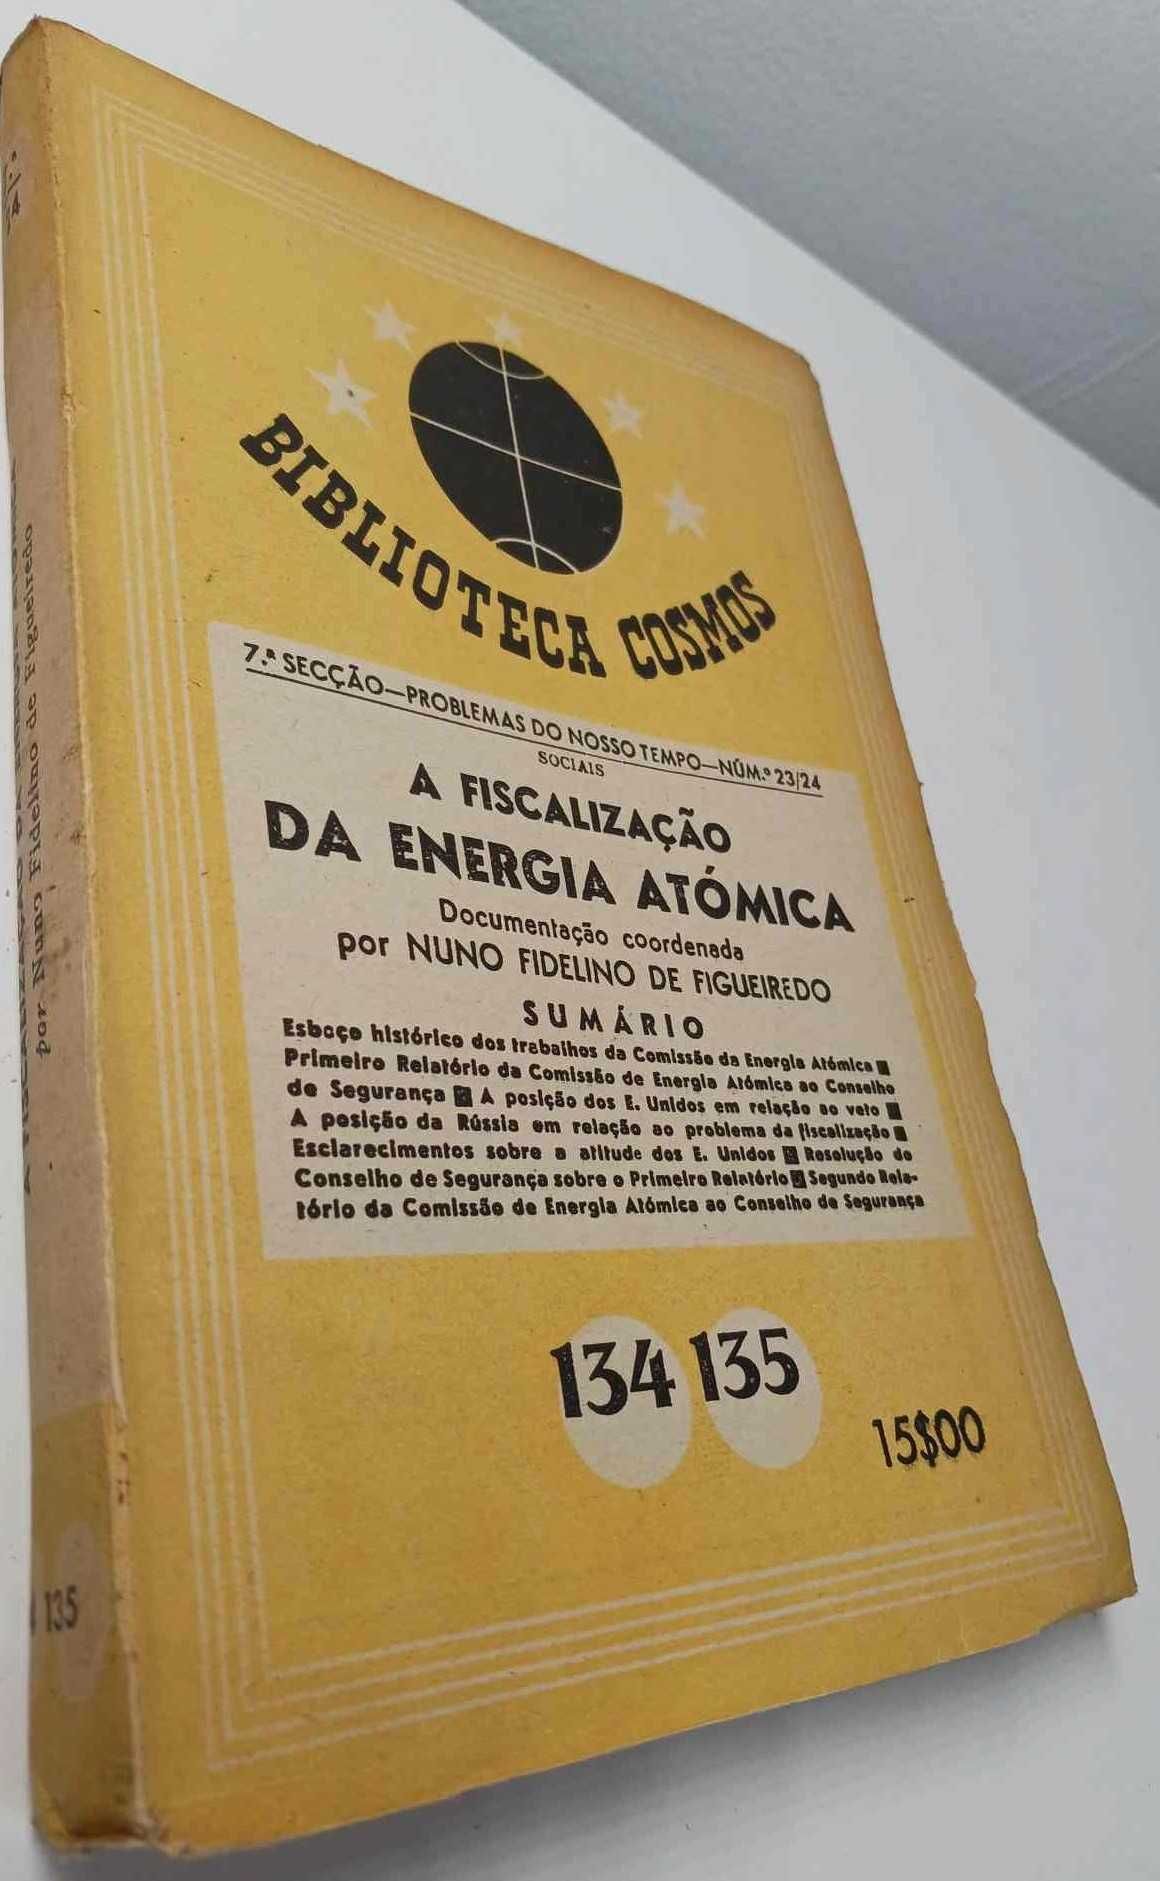 BIBLIOTECA COSMOS
7.ª SECÇÃO—PROBLEMAS DO NOSSO TEMPO—NÚM.º 23/24
SOCIAIS
A FISCALIZAÇÃO
DA ENERGIA ATÓMICA
Documentação coordenada
por NUNO FIDELINO DE FIGUEIREDO
SUMÁRIO
Esboço histórico dos trabalhos da Comissão da Energia Atómica ■
Primeiro Relatório da Comissão de Energia Atómica ao Conselho
de Segurança ■ A posição dos E. Unidos em relação ao veto ■
A posição da Rússia em relação ao problema da fiscalização ■
Esclarecimentos sobre a atitude dos E. Unidos ■ Resolução do
Conselho de Segurança sobre o Primeiro Relatório ■ Segundo Rela-
tório da Comissão de Energia Atómica ao Conselho de Segurança
134 135
15$00
A FISCALIZAÇÃO DA ENERGIA ATÓMICA
por Nuno Fidelino de Figueiredo
135